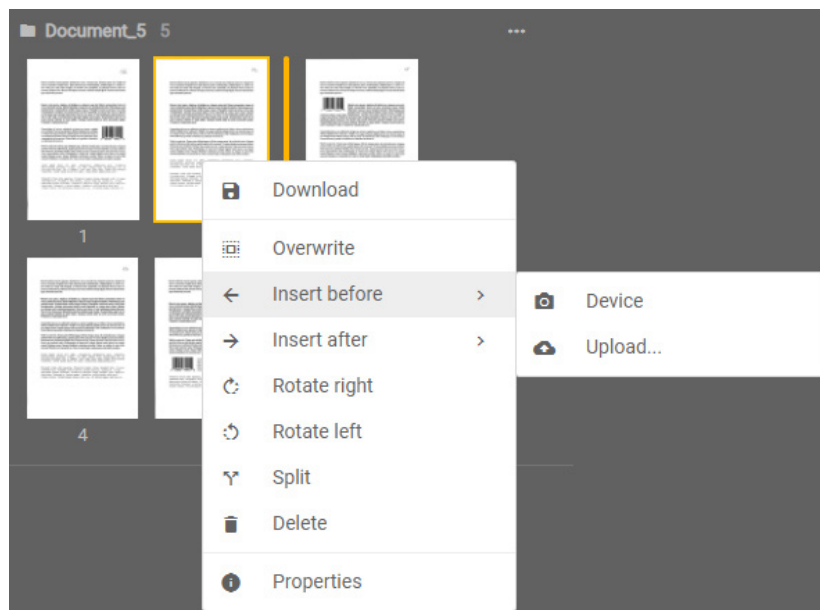 Document_5 5
1
4
Download
Overwrite
Insert before
Device
Insert after
Upload...
Rotate right
Rotate left
Split
Delete
Properties